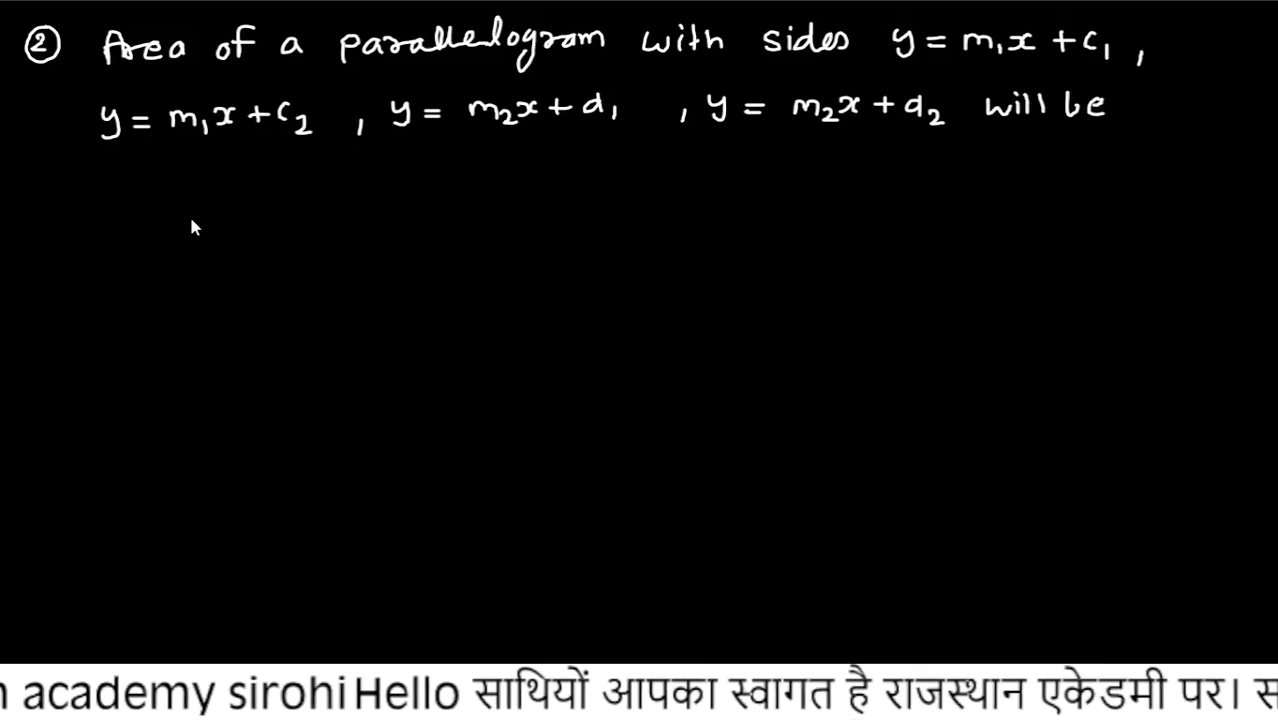 ② Area of a parallelogram with sides y = m₁x + c₁ ,
y = m₁x + c₂ , y = m₂x + d₁ , y = m₂x + d₂ will be
academy sirohi Hello साथियों आपका स्वागत है राजस्थान एकेडमी पर।